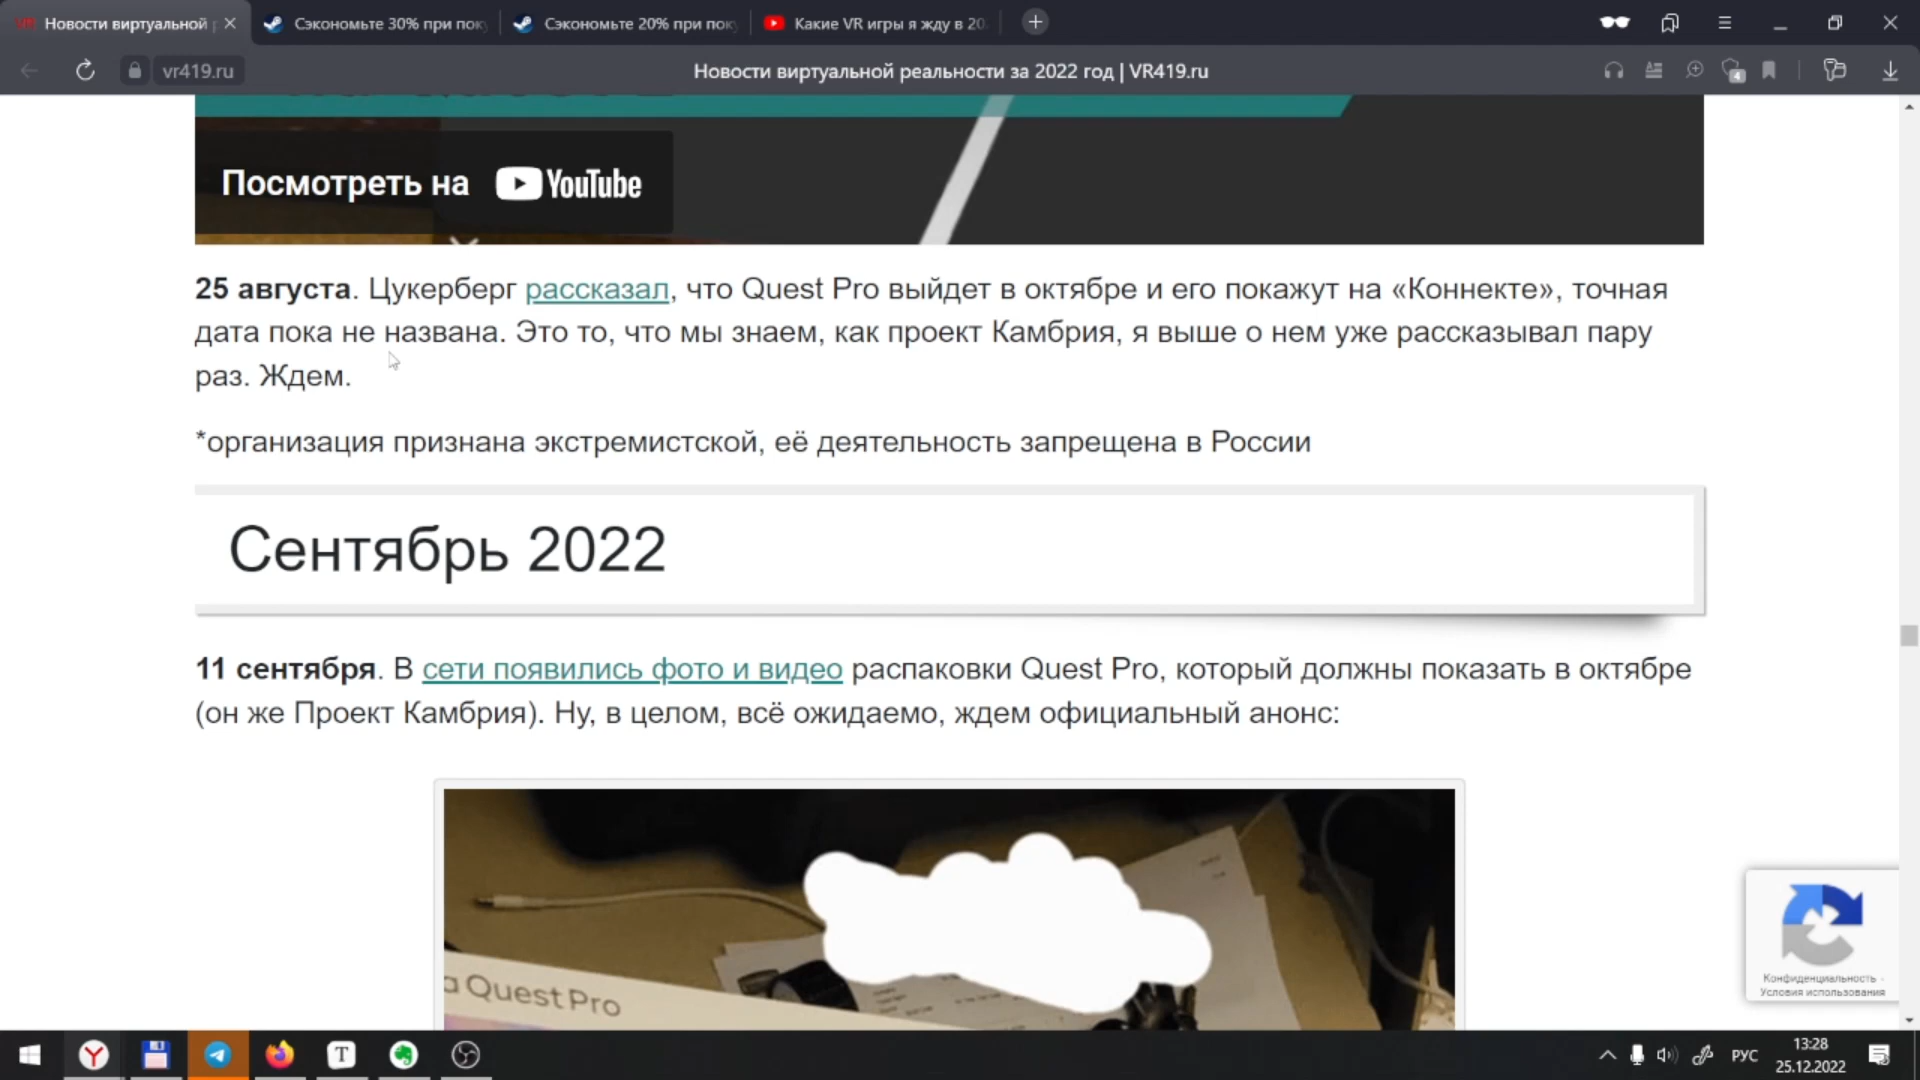 Новости виртуальной р
Сэкономьте 30% при пок
Сэкономьте 20% при пок
Какие VR игры я жду в 20
vr419.ru
Новости виртуальной реальности за 2022 год | VR419.ru
4
Посмотреть на YouTube
25 августа. Цукерберг рассказал, что Quest Pro выйдет в октябре и его покажут на «Коннекте», точная
дата пока не названа. Это то, что мы знаем, как проект Камбрия, я выше о нем уже рассказывал пару
раз. Ждем.
*организация признана экстремистской, её деятельность запрещена в России
Сентябрь 2022
11 сентября. В сети появились фото и видео распаковки Quest Pro, который должны показать в октябре
(он же Проект Камбрия). Ну, в целом, всё ожидаемо, ждем официальный анонс:
a Quest Pro
Конфиденциальность -
Условия использования
РУС
13:28
25.12.2022